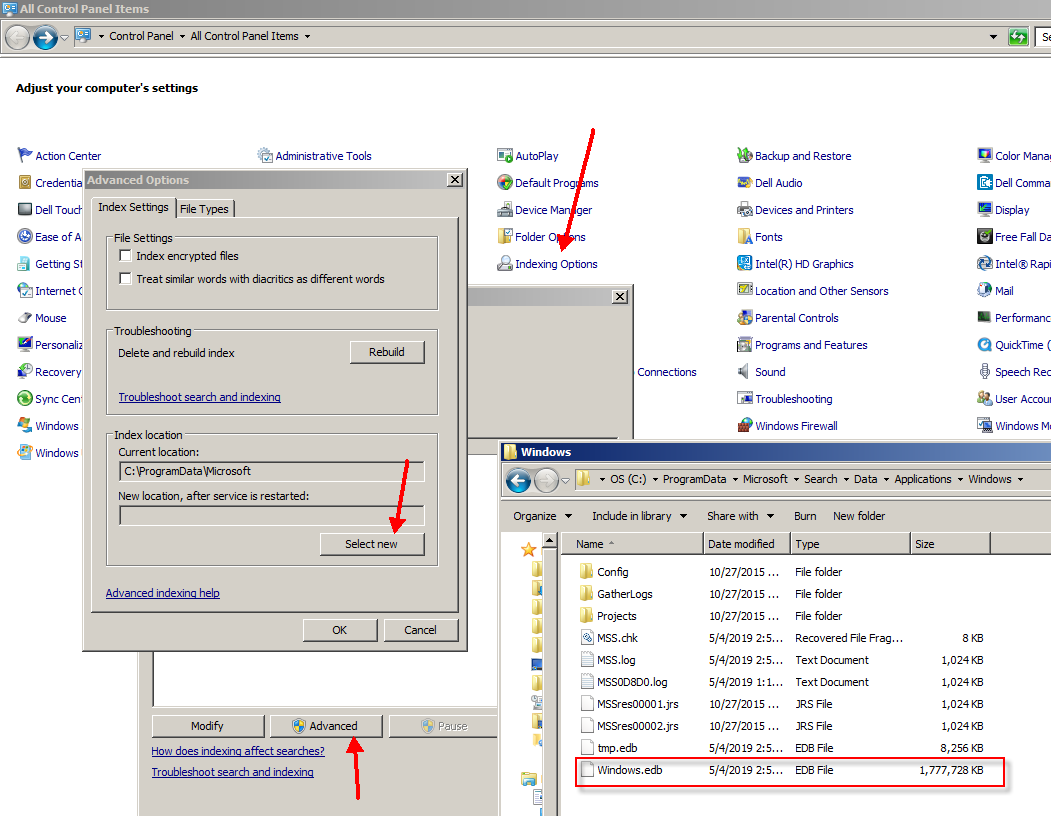 All Control Panel Items
Control Panel All Control Panel Items
Adjust your computer's settings
Action Center
Administrative Tools
AutoPlay
Backup and Restore
Color Manag
Credentia
Default Programs
Dell Audio
Dell Comma
Dell Touch
Device Manager
Devices and Printers
Display
Ease of A
Folder Options
Fonts
Free Fall Da
Getting St
Indexing Options
Intel(R) HD Graphics
Intel® Rapi
Internet O
Location and Other Sensors
Mail
Mouse
Parental Controls
Performanc
Personaliz
Programs and Features
QuickTime (
Recovery
Connections
Sound
Speech Rec
Sync Cent
Troubleshooting
User Accour
Windows
Windows Firewall
Windows Mo
Windows
Advanced Options
Index Settings File Types
File Settings
Index encrypted files
Treat similar words with diacritics as different words
Troubleshooting
Delete and rebuild index Rebuild
Troubleshoot search and indexing
Index location
Current location:
C:\ProgramData\Microsoft
New location, after service is restarted:
Select new
Advanced indexing help
OK Cancel
Modify Advanced Pause
How does indexing affect searches?
Troubleshoot search and indexing
Windows
OS (C:) ProgramData Microsoft Search Data Applications Windows
Organize Include in library Share with Burn New folder
Name Date modified Type Size
Config 10/27/2015 ... File folder
GatherLogs 10/27/2015 ... File folder
Projects 10/27/2015 ... File folder
MSS.chk 5/4/2019 2:5... Recovered File Frag... 8 KB
MSS.log 5/4/2019 2:5... Text Document 1,024 KB
MSS0D8D0.log 5/4/2019 1:1... Text Document 1,024 KB
MSSres00001.jrs 10/27/2015 ... JRS File 1,024 KB
MSSres00002.jrs 10/27/2015 ... JRS File 1,024 KB
tmp.edb 5/4/2019 2:5... EDB File 8,256 KB
Windows.edb 5/4/2019 2:5... EDB File 1,777,728 KB